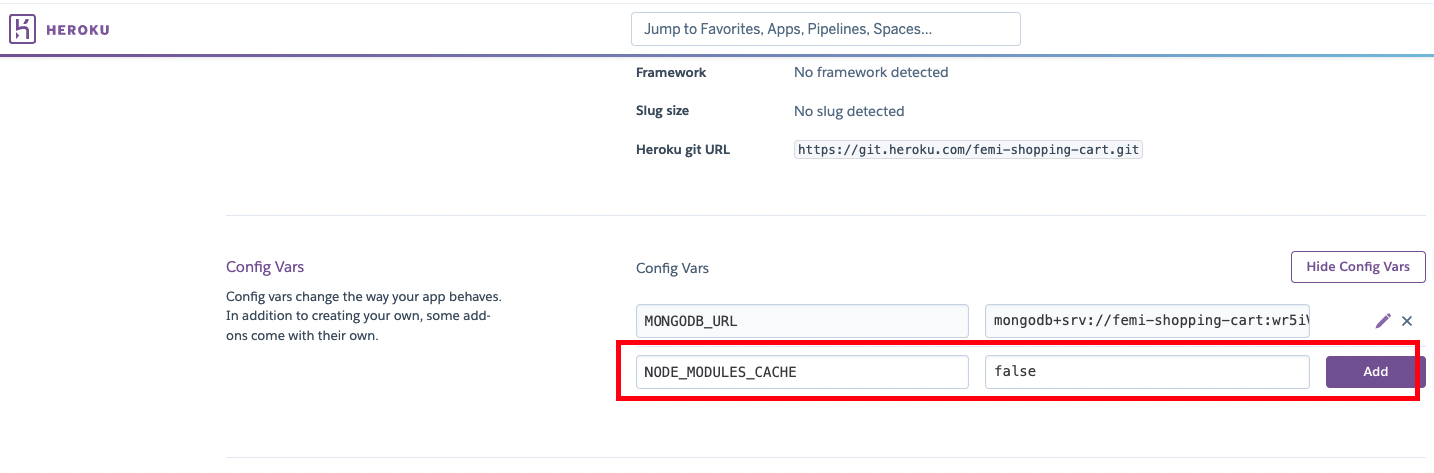 HEROKU
Jump to Favorites, Apps, Pipelines, Spaces...
Framework No framework detected
Slug size No slug detected
Heroku git URL https://git.heroku.com/femi-shopping-cart.git
Config Vars
Config vars change the way your app behaves.
In addition to creating your own, some add-
ons come with their own.
Config Vars Hide Config Vars
MONGODB_URL mongodb+srv://femi-shopping-cart:wr5i
NODE_MODULES_CACHE false Add